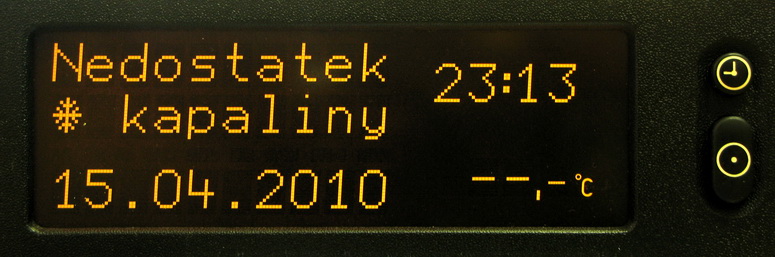 Nedostatek
❄ kapaliny
23:13
15.04.2010
--,-°C